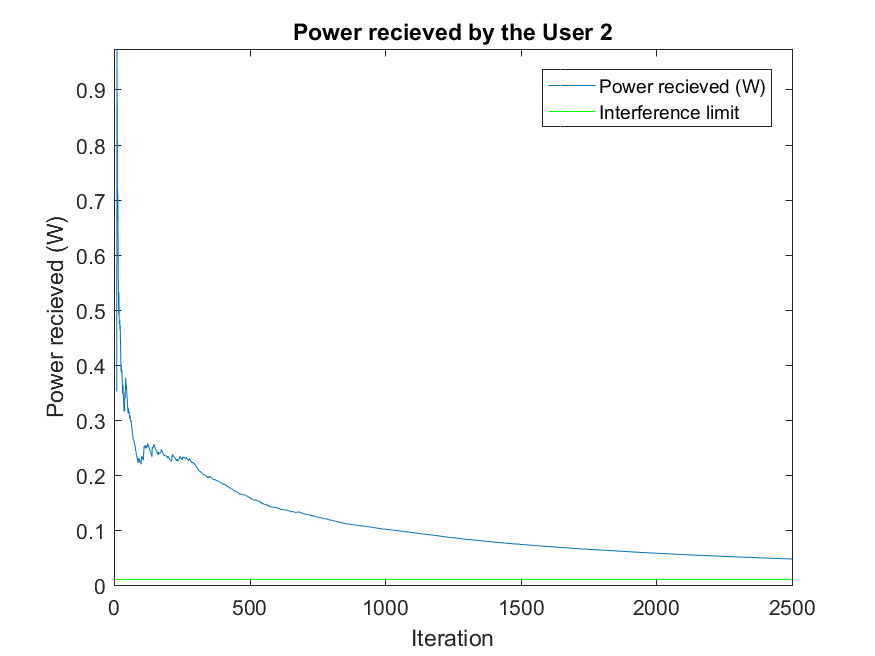 Power recieved by the User 2
Power recieved (W)
Interference limit
Power recieved (W)
0.9
0.8
0.7
0.6
0.5
0.4
0.3
0.2
0.1
0
0 500 1000 1500 2000 2500
Iteration